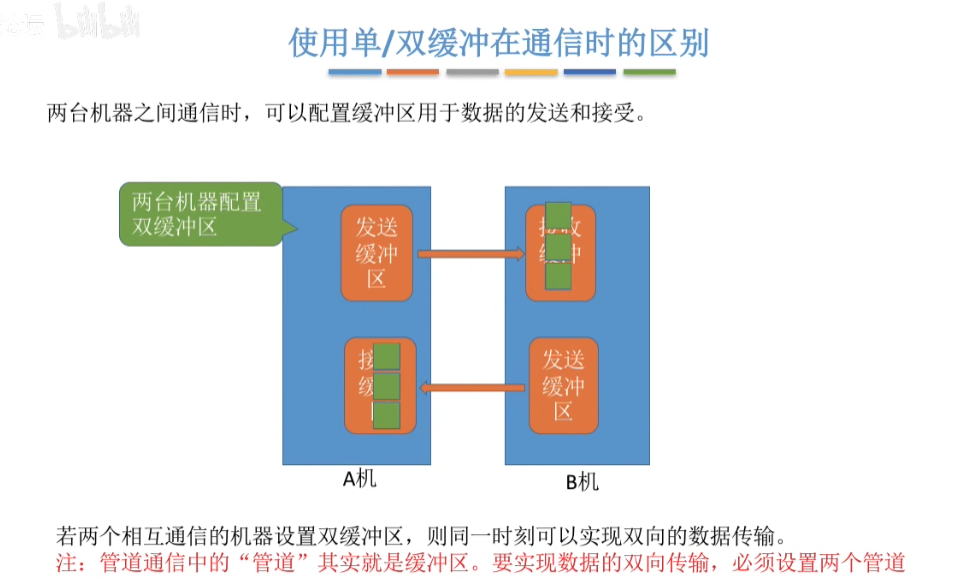 bilibili
使用单/双缓冲在通信时的区别
两台机器之间通信时，可以配置缓冲区用于数据的发送和接受。
两台机器配置
双缓冲区
发送
缓冲
区
接收
缓冲
接
缓
发送
缓冲
区
A机
B机
若两个相互通信的机器设置双缓冲区，则同一时刻可以实现双向的数据传输。
注：管道通信中的“管道”其实就是缓冲区。要实现数据的双向传输，必须设置两个管道